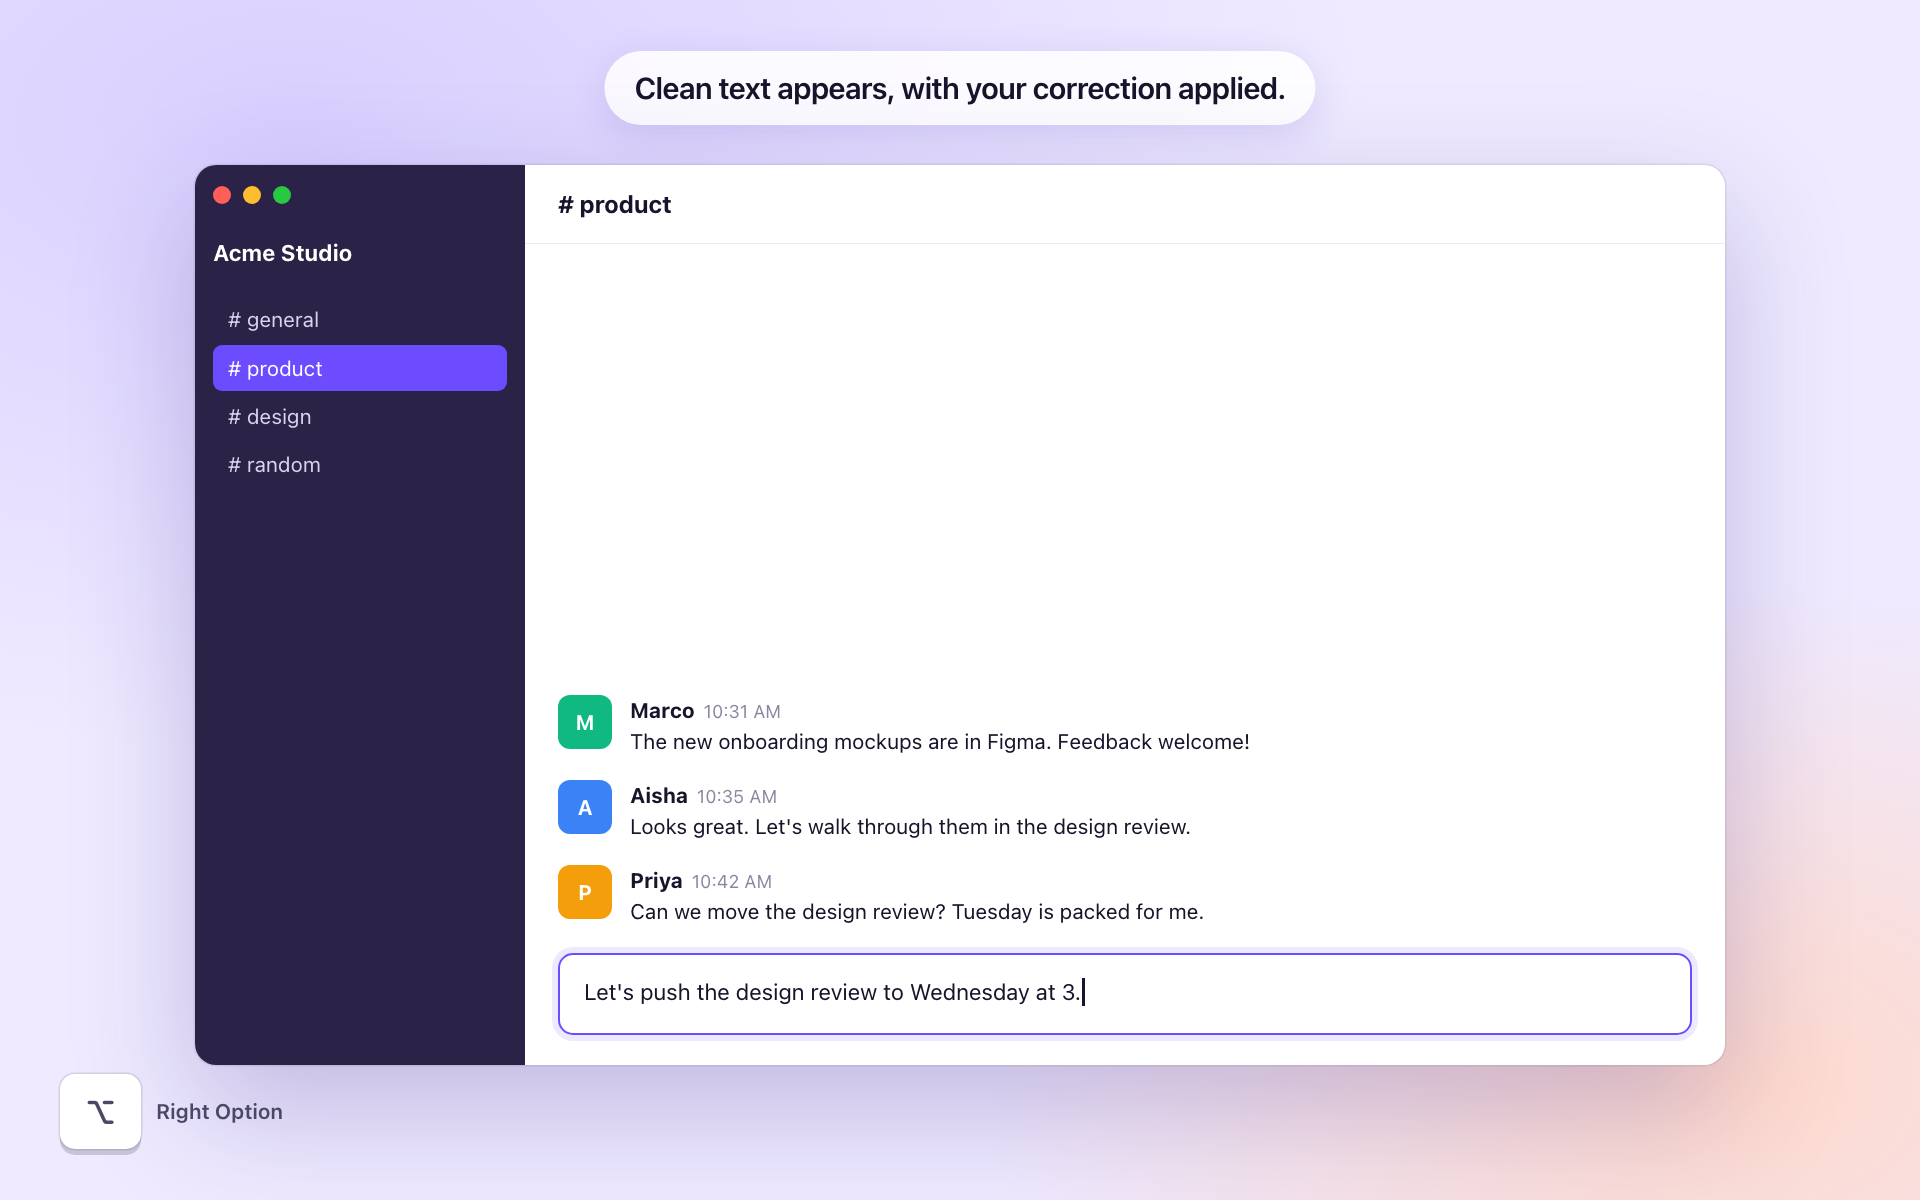 Clean text appears, with your correction applied.
Acme Studio
# general
# product
# design
# random
# product
M
Marco 10:31 AM
The new onboarding mockups are in Figma. Feedback welcome!
A
Aisha 10:35 AM
Looks great. Let's walk through them in the design review.
P
Priya 10:42 AM
Can we move the design review? Tuesday is packed for me.
Let's push the design review to Wednesday at 3.
⌥
Right Option